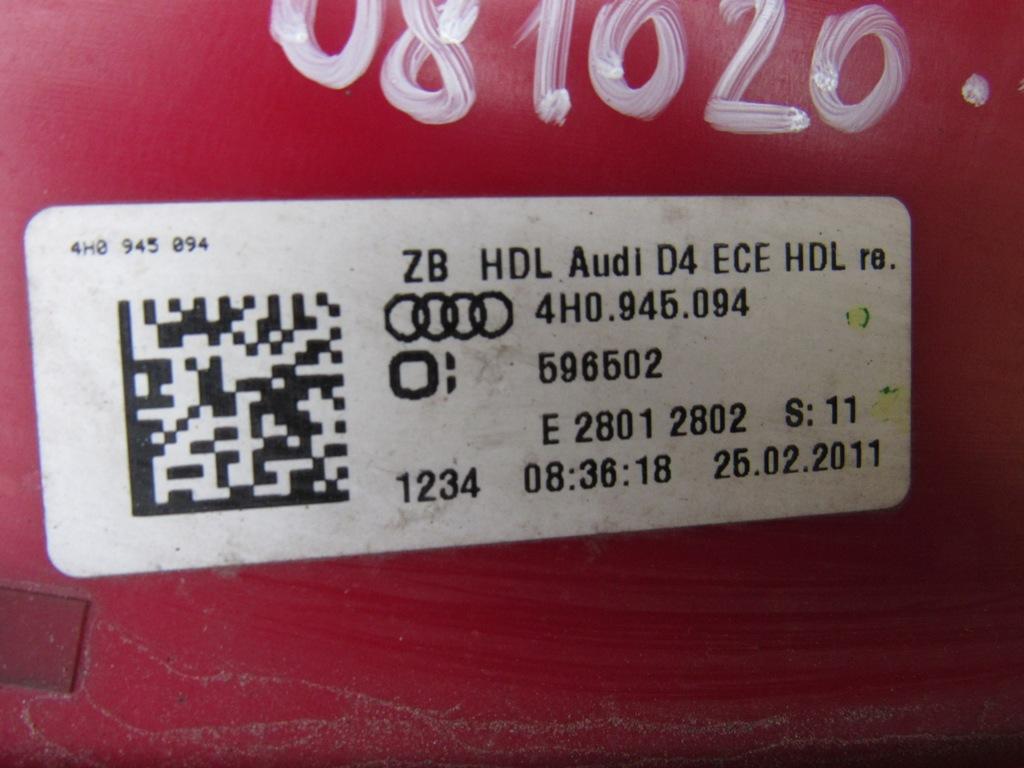 081020..
4H0 945 094
ZB HDL Audi D4 ECE HDL re.
4H0.945.094
596502
E 2801 2802 S: 11
1234 08:36:18 25.02.2011